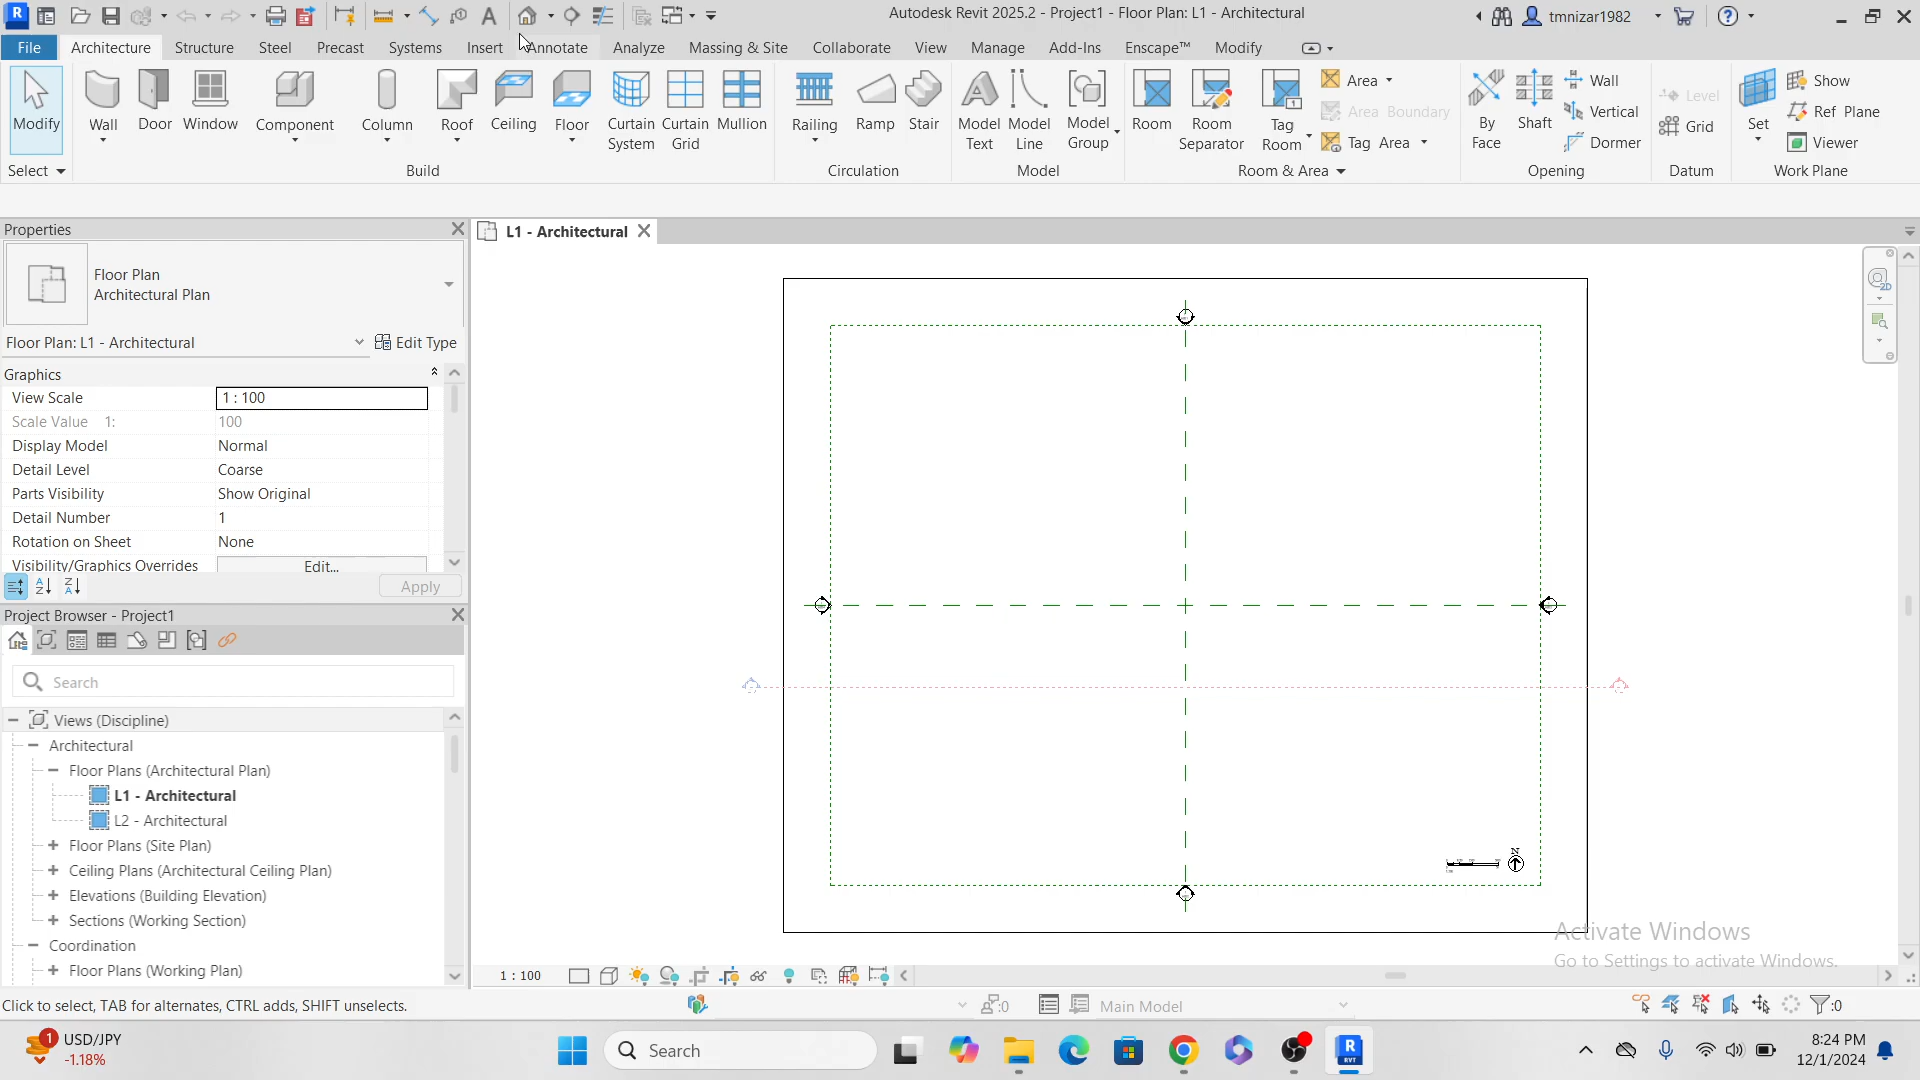 Autodesk Revit 2025.2 - Project1 - Floor Plan: L1 - Architectural
tmnizar1982
File Architecture Structure Steel Precast Systems Insert Annotate Analyze Massing & Site Collaborate View Manage Add-Ins Enscape™ Modify
Modify Wall Door Window Component Column Roof Ceiling Floor Curtain System Curtain Grid Mullion
Railing Ramp Stair Model Text Model Line Model Group Room Room Separator Tag Room
Area
Area Boundary
Tag Area
By Face Shaft
Wall
Vertical
Dormer
Level
Grid
Set
Show
Ref Plane
Viewer
Select Build Circulation Model Room & Area Opening Datum Work Plane
Properties
L1 - Architectural
Floor Plan
Architectural Plan
Floor Plan: L1 - Architectural Edit Type
Graphics
View Scale 1 : 100
Scale Value 1: 100
Display Model Normal
Detail Level Coarse
Parts Visibility Show Original
Detail Number 1
Rotation on Sheet None
Visibility/Graphics Overrides Edit...
Apply
Project Browser - Project1
Search
Views (Discipline)
Architectural
Floor Plans (Architectural Plan)
L1 - Architectural
L2 - Architectural
Floor Plans (Site Plan)
Ceiling Plans (Architectural Ceiling Plan)
Elevations (Building Elevation)
Sections (Working Section)
Coordination
Floor Plans (Working Plan)
2D
N
Activate Windows
Go to Settings to activate Windows.
1 : 100
Click to select, TAB for alternates, CTRL adds, SHIFT unselects.
:0
Main Model
:0
1
USD/JPY
-1.18%
Search
8:24 PM
12/1/2024